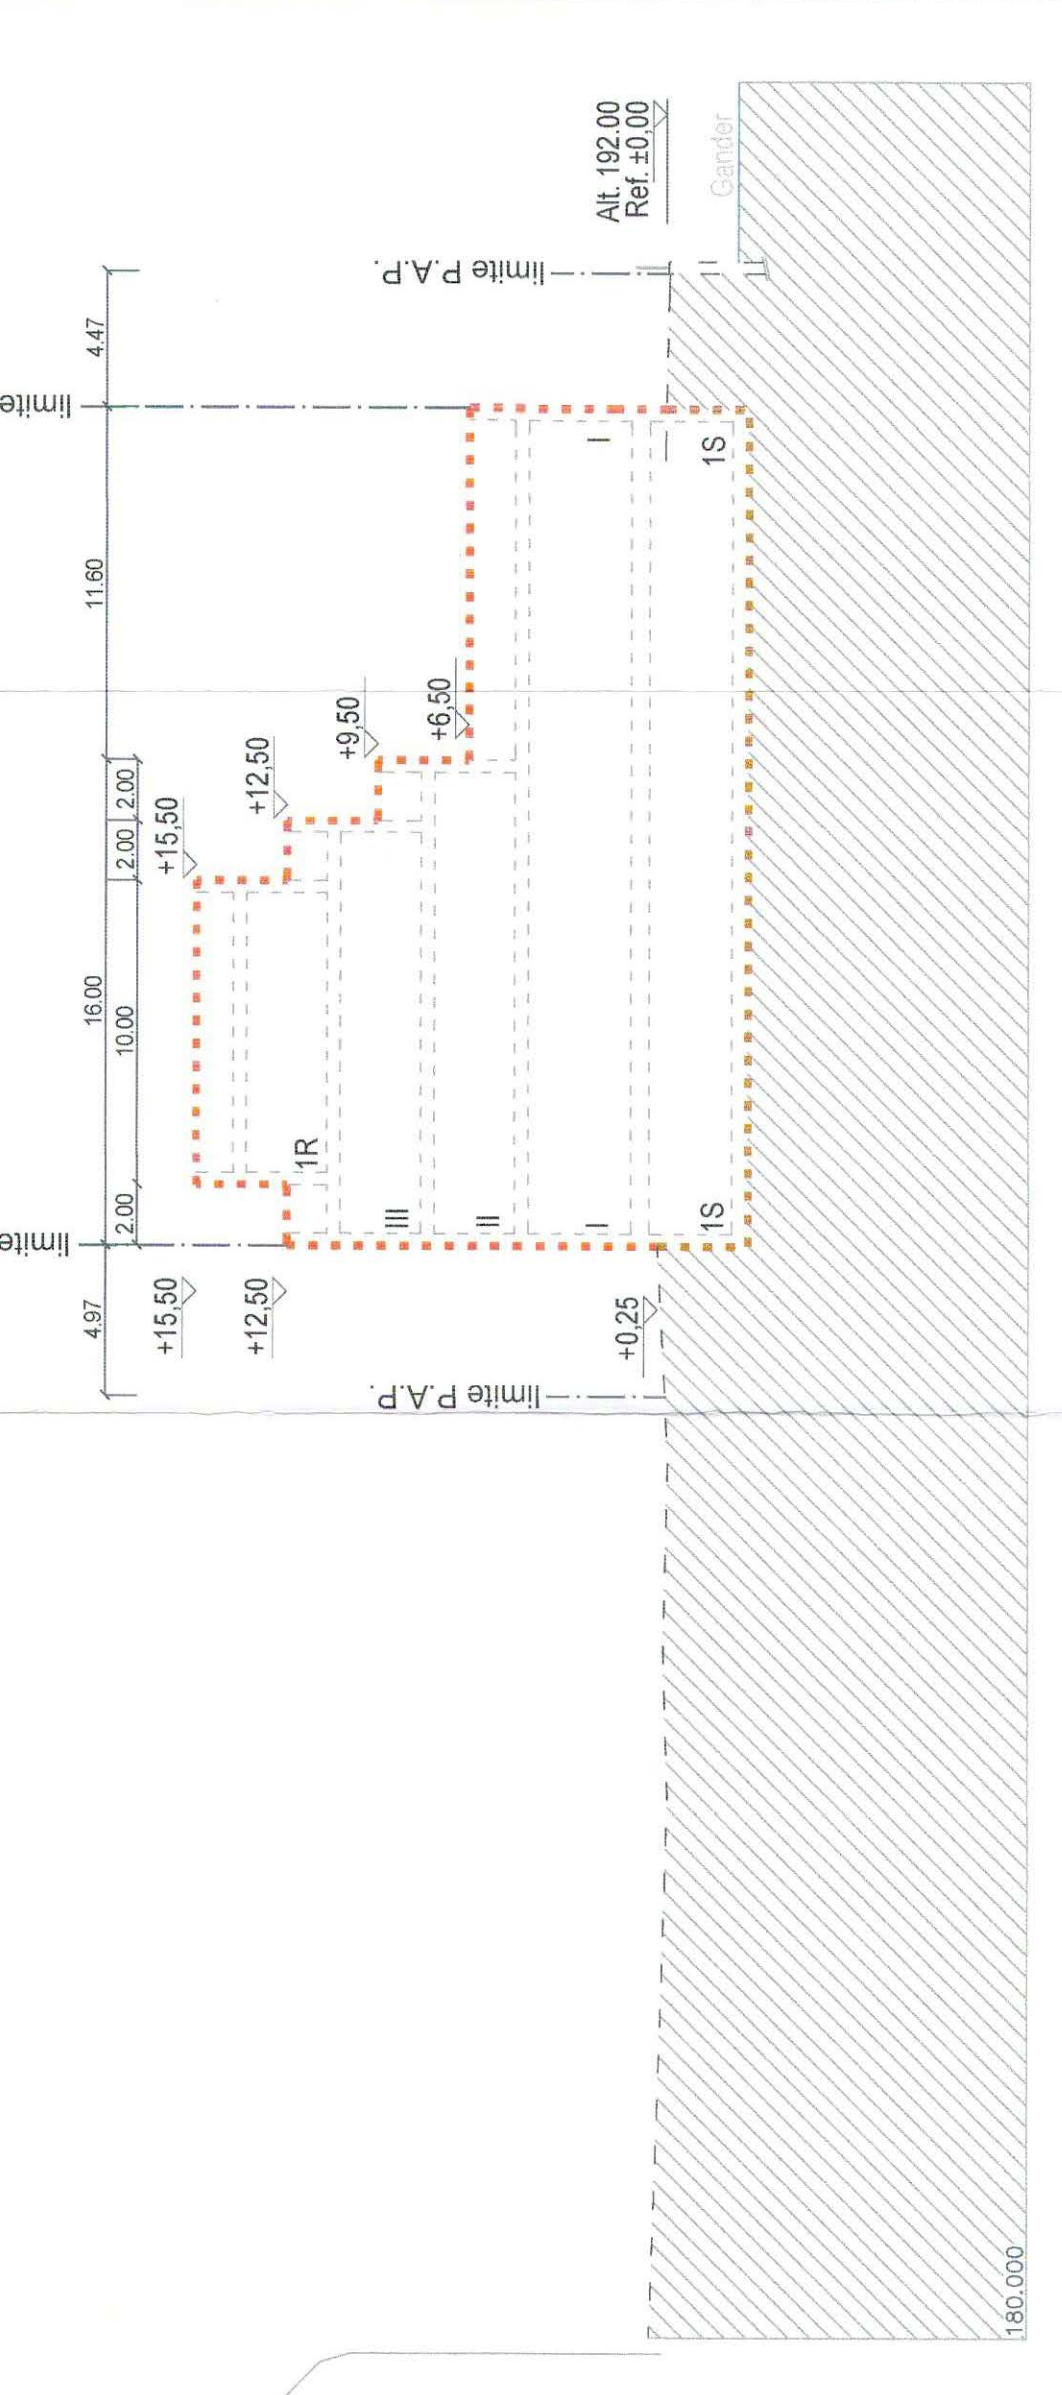 limite
limite
4.97
16.00
11.60
4.47
2.00
10.00
2.00
2.00
+15,50
+15,50
+12,50
+12,50
+9,50
+6,50
1R
III
II
I
I
1S
1S
+0,25
limite P.A.P.
limite P.A.P.
Alt. 192.00
Ref. ±0,00
Gander
180.000